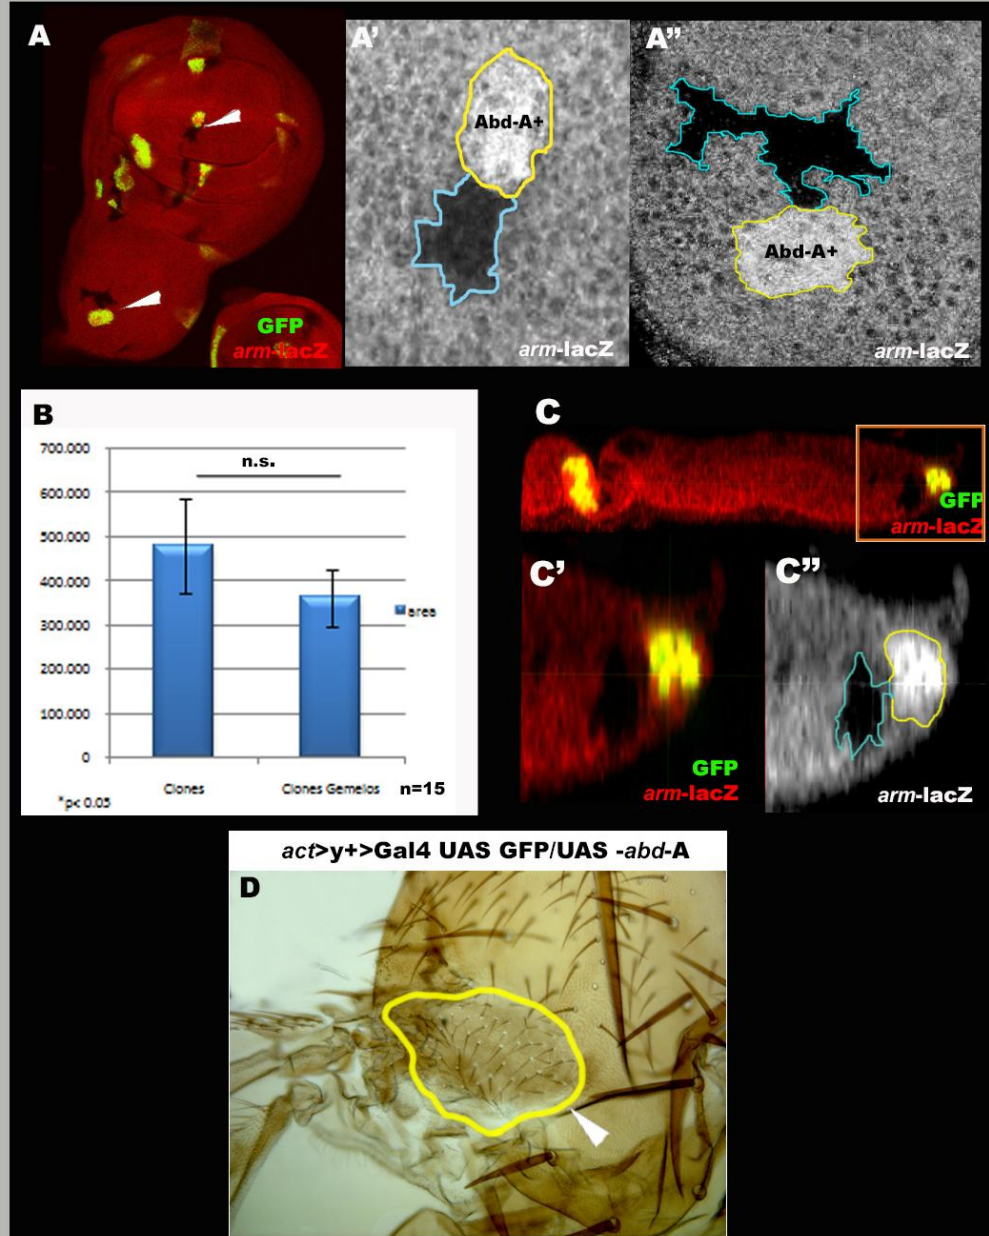 A
GFP
arm-lacZ
A'
Abd-A+
arm-lacZ
A"
Abd-A+
arm-lacZ
B
700.000
600.000
500.000
400.000
300.000
200.000
100.000
0
n.s.
area
Clones
Clones Gemelos
n=15
*p< 0.05
C
GFP
arm-lacZ
C'
GFP
arm-lacZ
C"
arm-lacZ
act>y+>Gal4 UAS GFP/UAS -abd-A
D